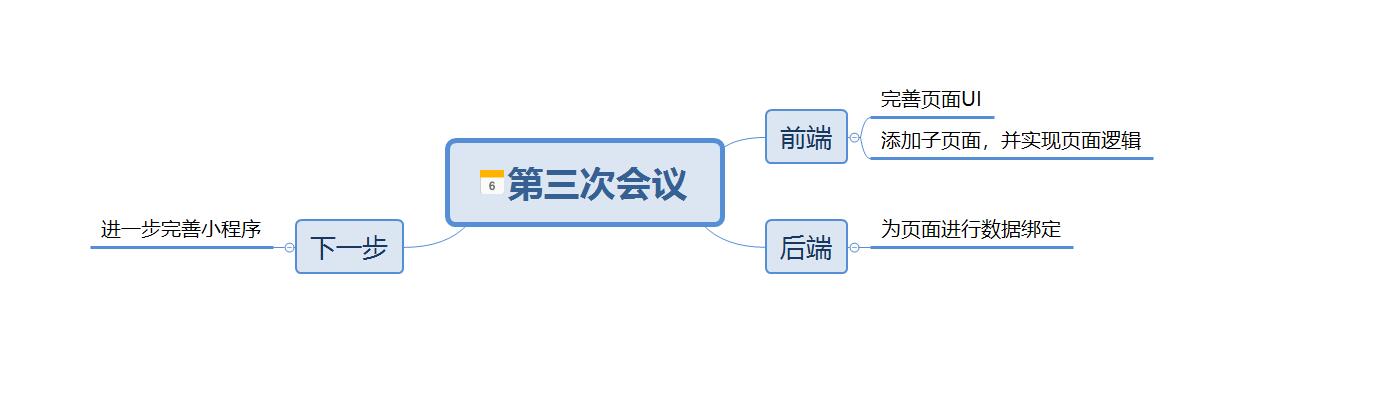 6
第三次会议
前端
完善页面UI
添加子页面，并实现页面逻辑
后端
为页面进行数据绑定
下一步
进一步完善小程序